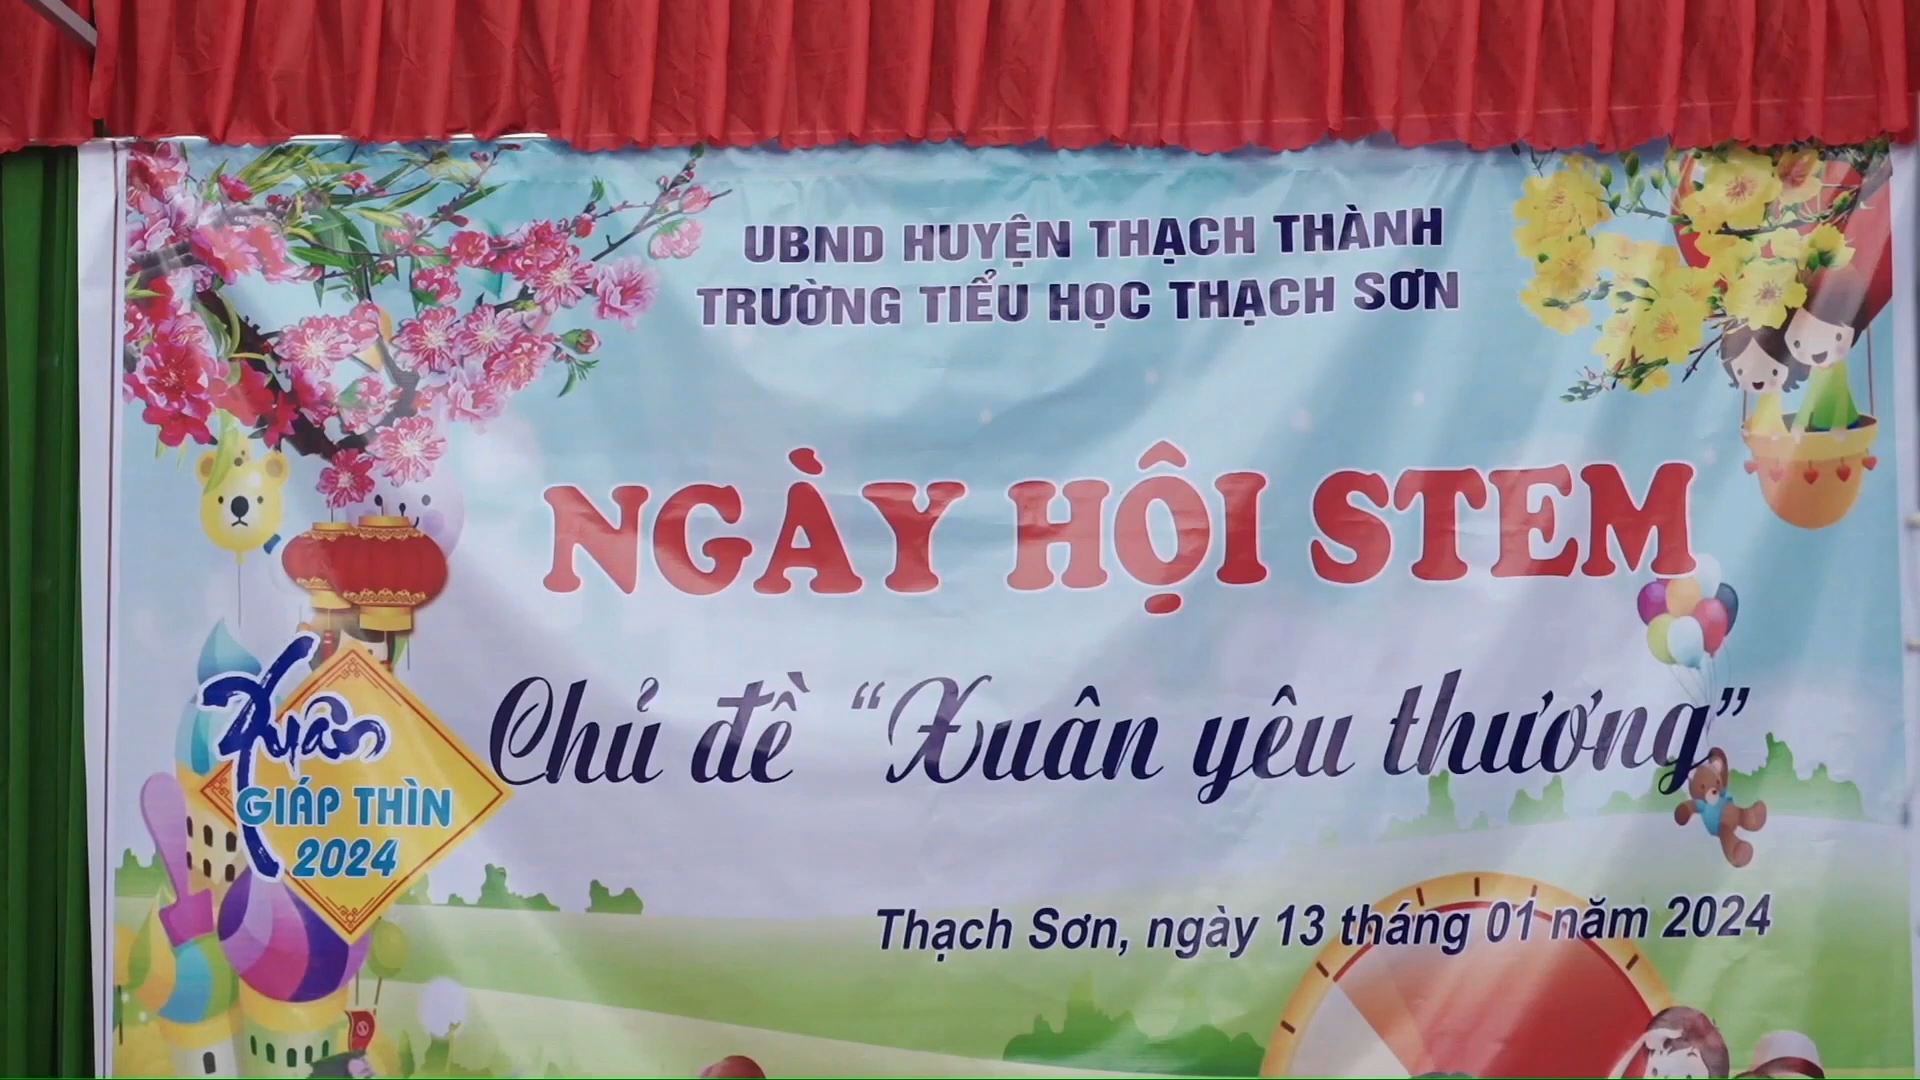 UBND HUYỆN THẠCH THÀNH
TRƯỜNG TIỂU HỌC THẠCH SƠN
NGÀY HỘI STEM
Chủ đề “Xuân yêu thương”
Xuân
GIÁP THÌN
2024
Thạch Sơn, ngày 13 tháng 01 năm 2024